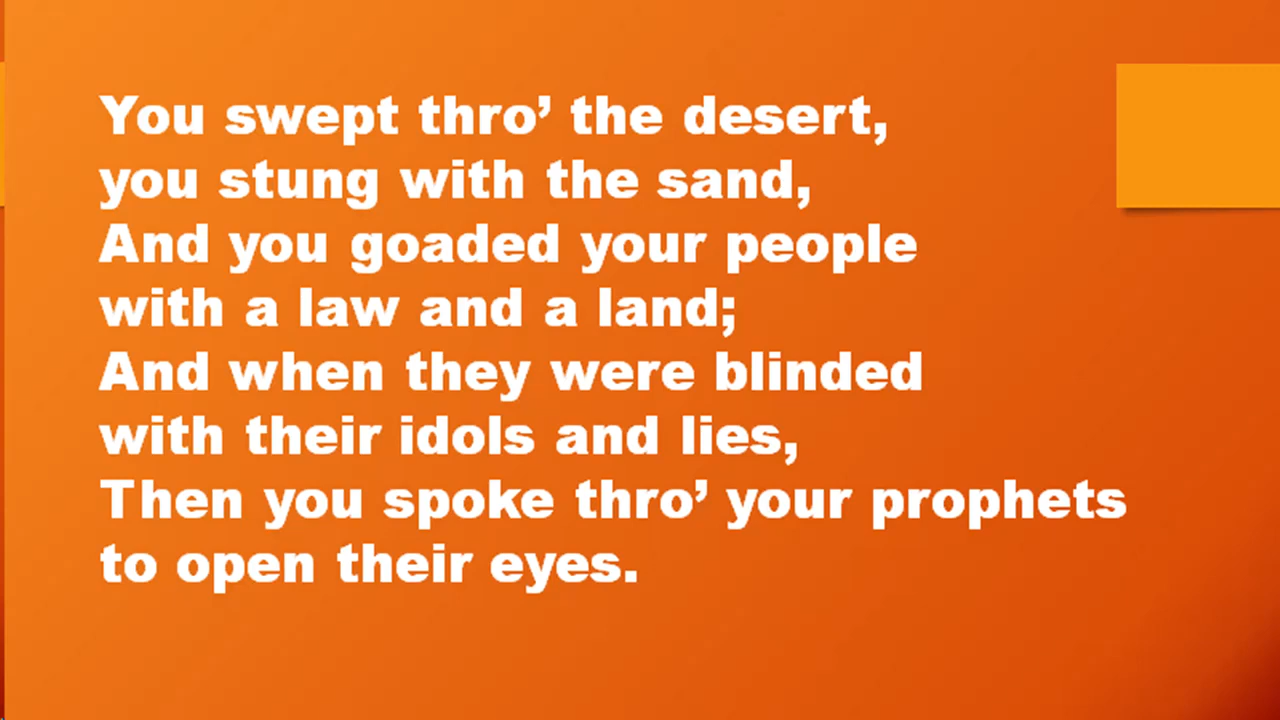 You swept thro’ the desert,
you stung with the sand,
And you goaded your people
with a law and a land;
And when they were blinded
with their idols and lies,
Then you spoke thro’ your prophets
to open their eyes.